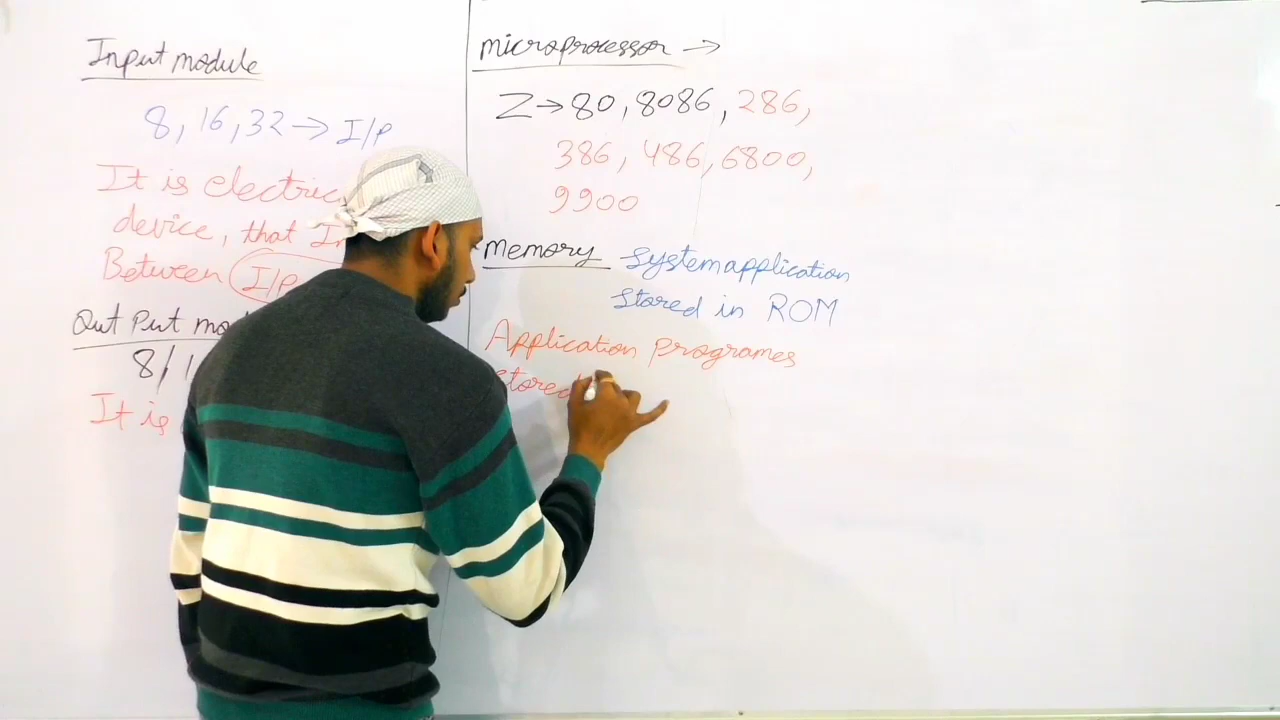 Input module
8, 16, 32 → I/P
It is electric
device, that
Between I/P
Out Put mo
8/1
It is
microprocessor →
Z→80, 8086, 286,
386, 486, 6800,
9900
Memory System application
Stored in ROM
Application Programes
Stored